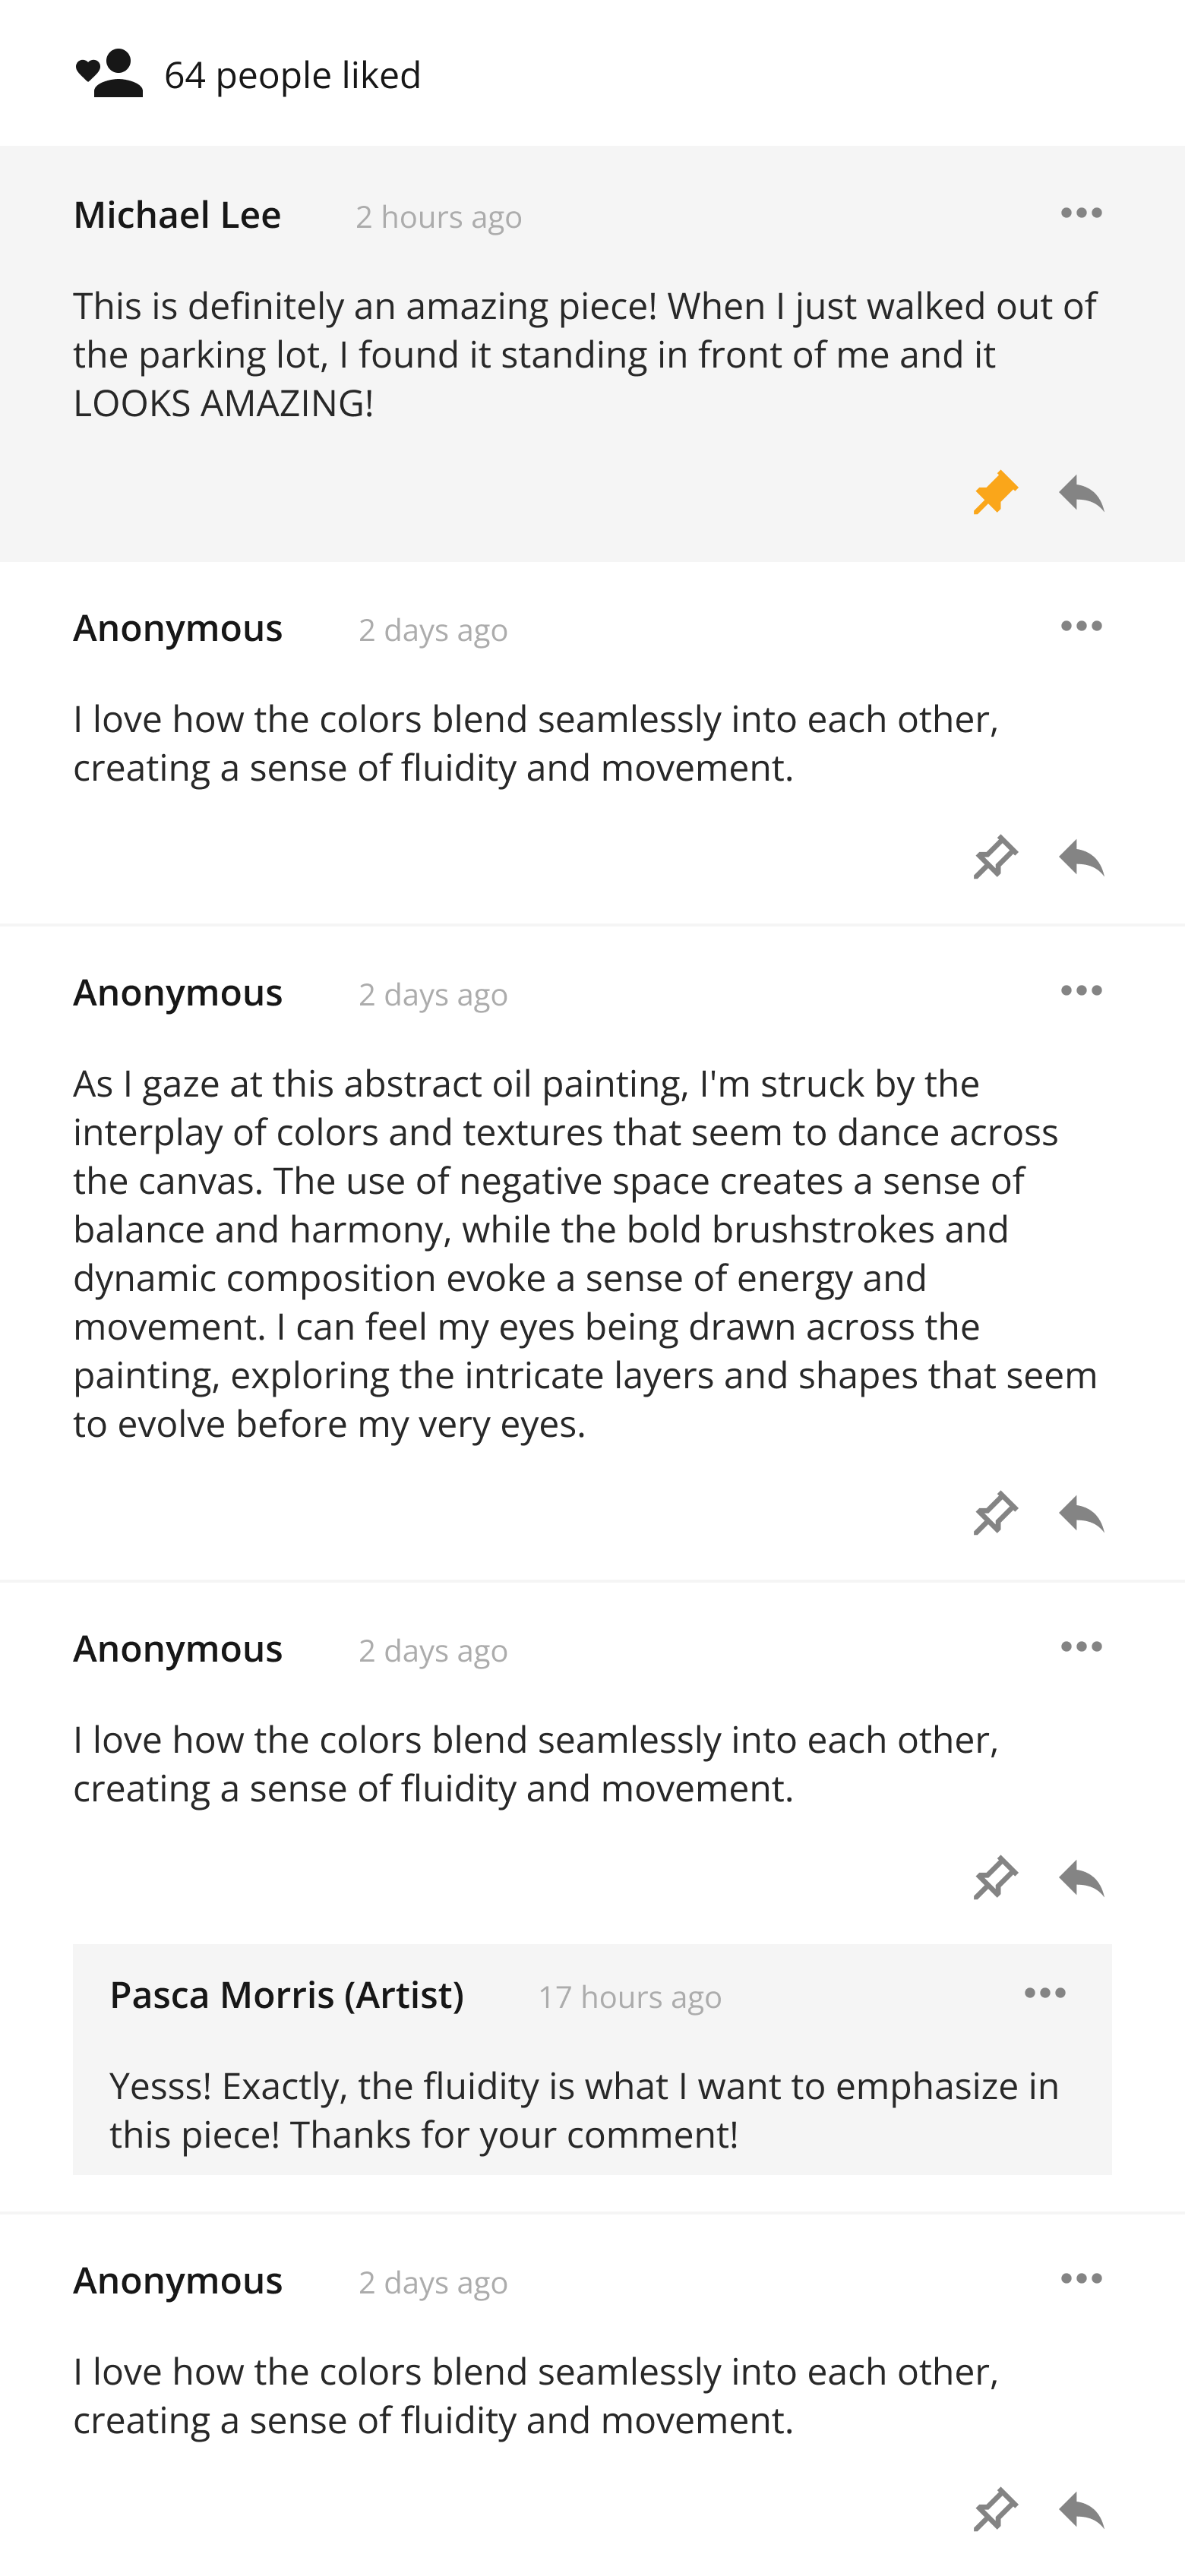 64 people liked
Michael Lee 2 hours ago
This is definitely an amazing piece! When I just walked out of
the parking lot, I found it standing in front of me and it
LOOKS AMAZING!
Anonymous 2 days ago
I love how the colors blend seamlessly into each other,
creating a sense of fluidity and movement.
Anonymous 2 days ago
As I gaze at this abstract oil painting, I'm struck by the
interplay of colors and textures that seem to dance across
the canvas. The use of negative space creates a sense of
balance and harmony, while the bold brushstrokes and
dynamic composition evoke a sense of energy and
movement. I can feel my eyes being drawn across the
painting, exploring the intricate layers and shapes that seem
to evolve before my very eyes.
Anonymous 2 days ago
I love how the colors blend seamlessly into each other,
creating a sense of fluidity and movement.
Pasca Morris (Artist) 17 hours ago
Yesss! Exactly, the fluidity is what I want to emphasize in
this piece! Thanks for your comment!
Anonymous 2 days ago
I love how the colors blend seamlessly into each other,
creating a sense of fluidity and movement.